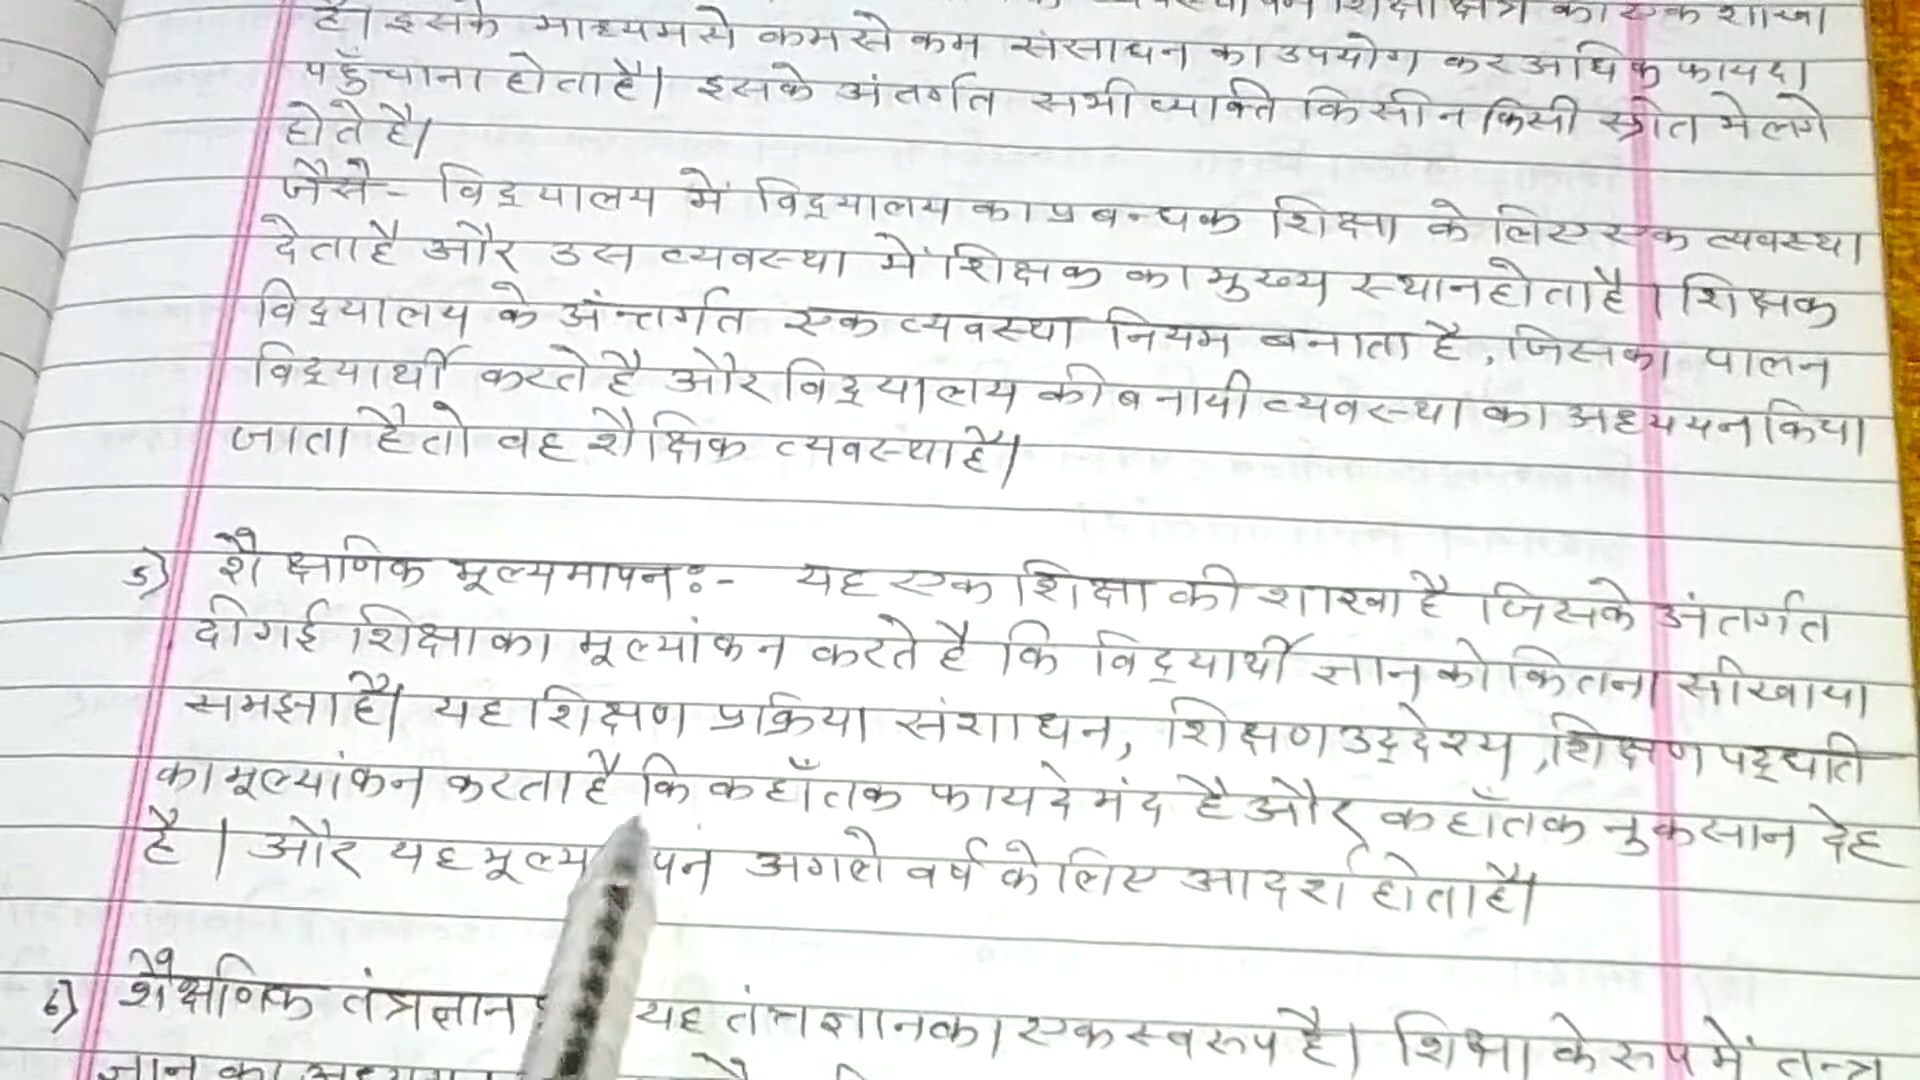 शिक्षा क्षेत्र का एक शाखा
है। इसके माध्यम से कम से कम संसाधन का उपयोग कर अधिक फायदा
पहुँचाना होता है। इसके अंतर्गत सभी व्यक्ति किसी न किसी स्रोत मे लगे
होते है।
जैसे- विद्यालय में विद्यालय का प्रबन्धक शिक्षा के लिए एक व्यवस्था
देता है और उस व्यवस्था में शिक्षक का मुख्य स्थान होता है। शिक्षक
विद्यालय के अंन्तर्गत एक व्यवस्था नियम बनाता है, जिसका पालन
विद्यार्थी करते है और विद्यालय की बनायी व्यवस्था का अध्ययन किया
जाता है तो वह शैक्षिक व्यवस्था है।
5) शैक्षणिक मूल्यमापन:- यह एक शिक्षा की शाखा है जिसके अंतर्गत
दी गई शिक्षा का मूल्यांकन करते है कि विद्यार्थी ज्ञान को कितना सीखा या
समझा है। यह शिक्षण प्रक्रिया संशाधन, शिक्षण उद्देश्य, शिक्षण पद्धति
का मूल्यांकन करता है कि कहाँ तक फायदेमंद है और कहाँ तक नुकसान देह
है। और यह अगले वर्ष के लिए आदर्श होता है।
6) शैक्षणिक तंत्रज्ञान यह तंत्रज्ञान का एक स्वरूप है। शिक्षा के रूप में तन्त्र
ज्ञान का